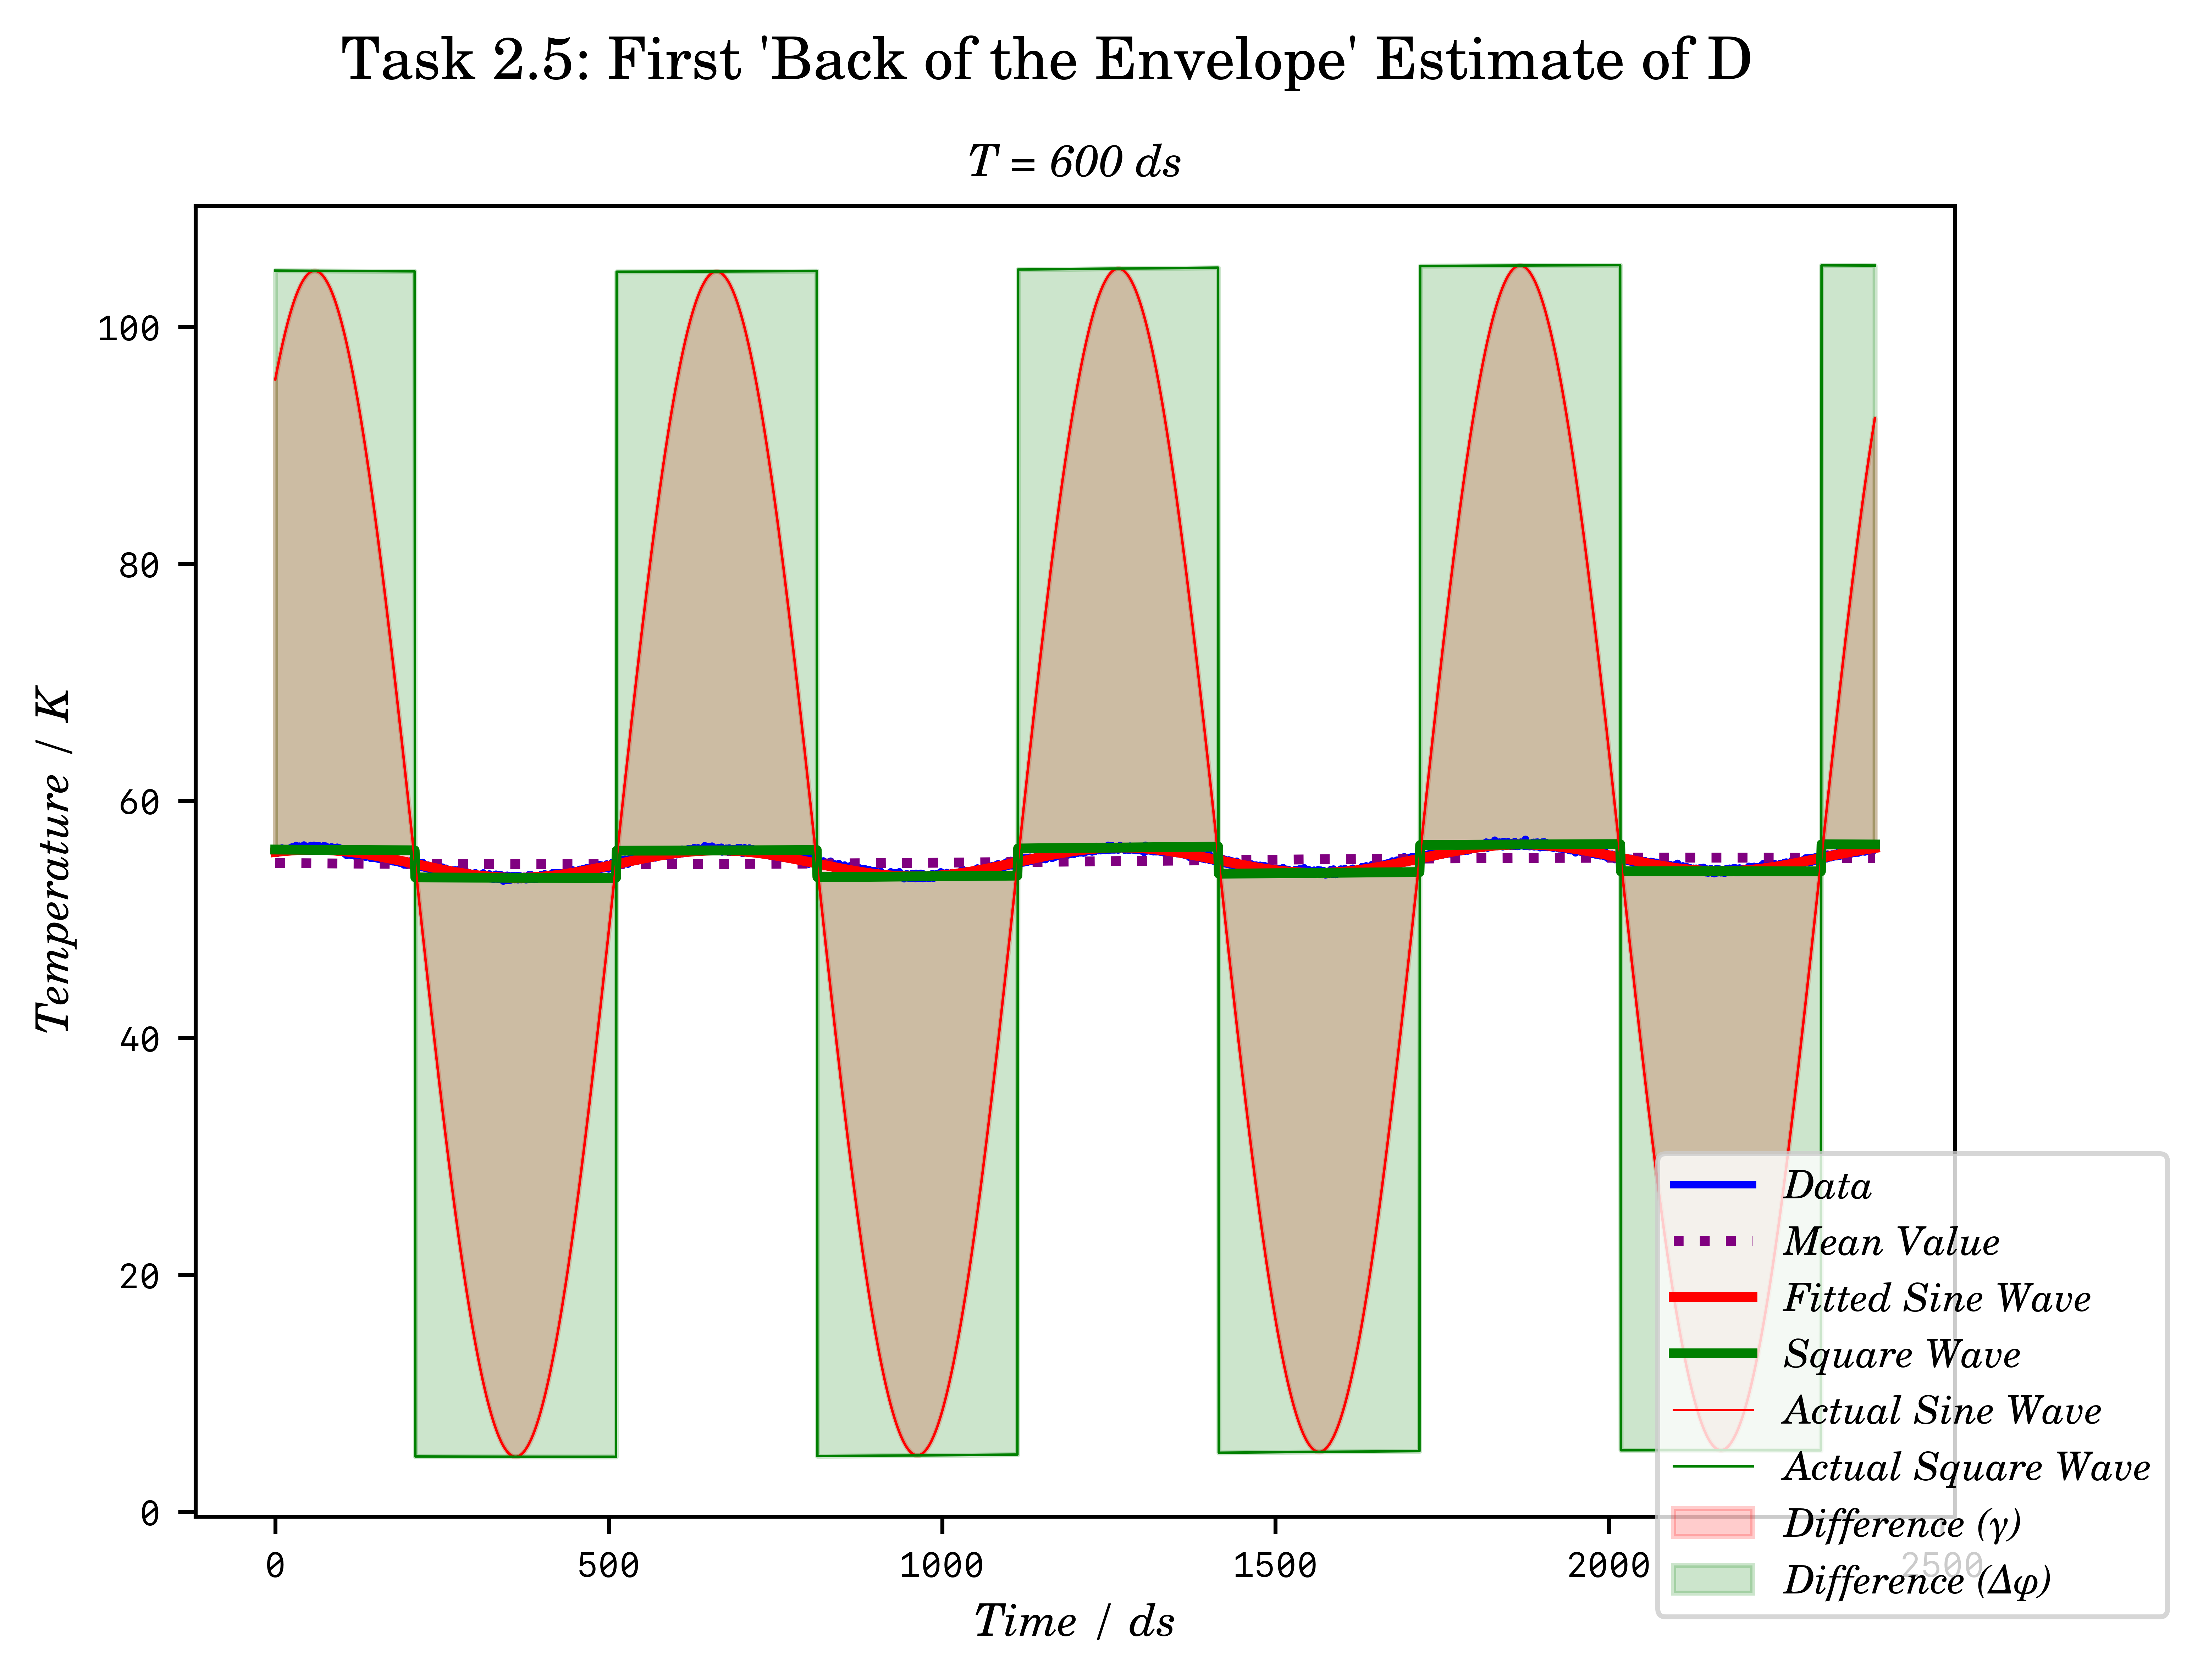 Task 2.5: First 'Back of the Envelope' Estimate of D
T = 600 ds
100
80
60
40
20
0
Temperature / K
0 500 1000 1500 2000 2500
Time / ds
Data
Mean Value
Fitted Sine Wave
Square Wave
Actual Sine Wave
Actual Square Wave
Difference (γ)
Difference (Δφ)